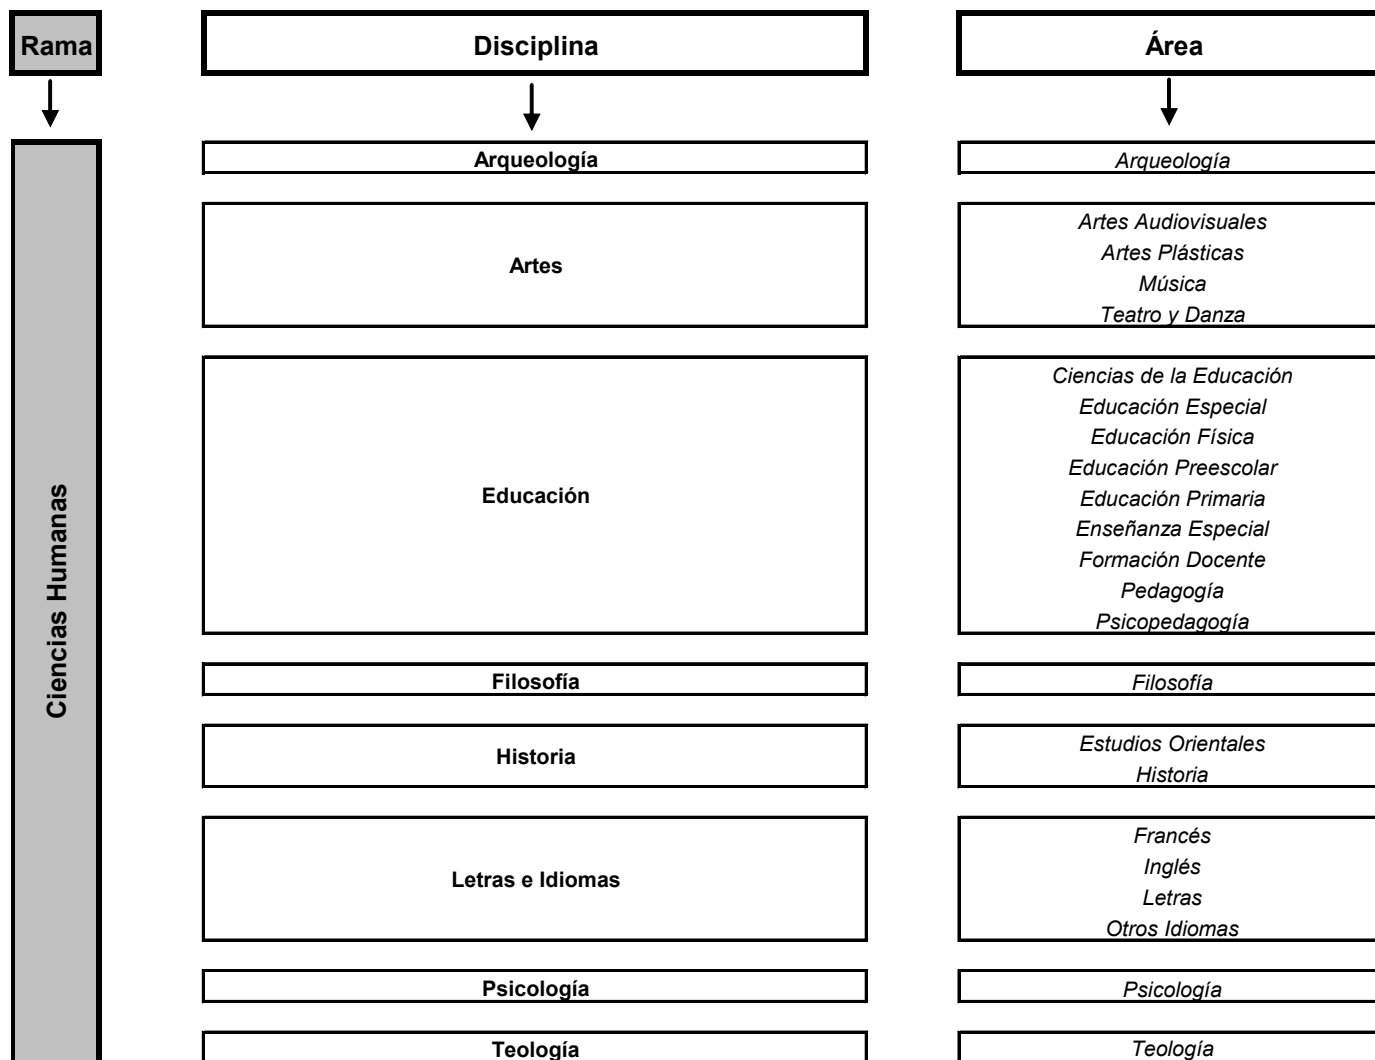 Rama
Disciplina
Área
Ciencias Humanas
Arqueología
Arqueología
Artes
Artes Audiovisuales
Artes Plásticas
Música
Teatro y Danza
Educación
Ciencias de la Educación
Educación Especial
Educación Física
Educación Preescolar
Educación Primaria
Enseñanza Especial
Formación Docente
Pedagogía
Psicopedagogía
Filosofía
Filosofía
Historia
Estudios Orientales
Historia
Letras e Idiomas
Francés
Inglés
Letras
Otros Idiomas
Psicología
Psicología
Teología
Teología